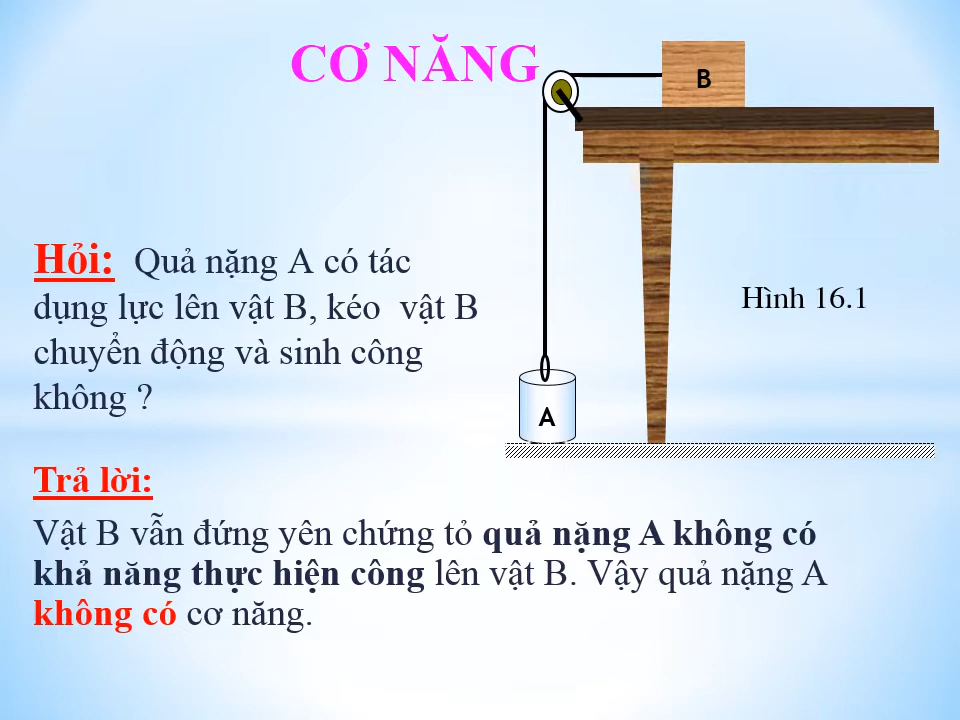 CƠ NĂNG
B
Hỏi: Quả nặng A có tác
dụng lực lên vật B, kéo vật B
chuyển động và sinh công
không ?
Hình 16.1
A
Trả lời:
Vật B vẫn đứng yên chứng tỏ quả nặng A không có
khả năng thực hiện công lên vật B. Vậy quả nặng A
không có cơ năng.